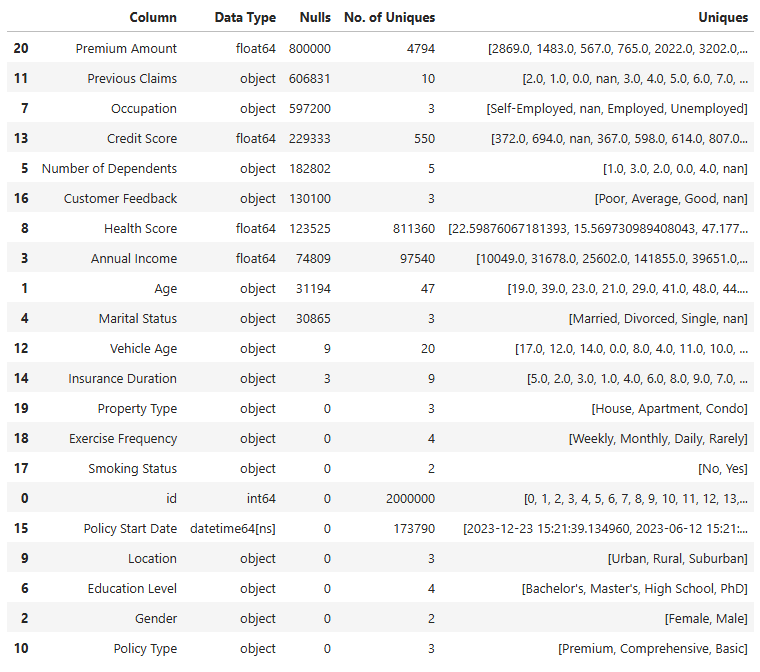 Column Data Type Nulls No. of Uniques Uniques
20 Premium Amount float64 800000 4794 [2869.0, 1483.0, 567.0, 765.0, 2022.0, 3202.0,...
11 Previous Claims object 606831 10 [2.0, 1.0, 0.0, nan, 3.0, 4.0, 5.0, 6.0, 7.0, ...
7 Occupation object 597200 3 [Self-Employed, nan, Employed, Unemployed]
13 Credit Score float64 229333 550 [372.0, 694.0, nan, 367.0, 598.0, 614.0, 807.0...
5 Number of Dependents object 182802 5 [1.0, 3.0, 2.0, 0.0, 4.0, nan]
16 Customer Feedback object 130100 3 [Poor, Average, Good, nan]
8 Health Score float64 123525 811360 [22.59876067181393, 15.569730989408043, 47.177...
3 Annual Income float64 74809 97540 [10049.0, 31678.0, 25602.0, 141855.0, 39651.0,...
1 Age object 31194 47 [19.0, 39.0, 23.0, 21.0, 29.0, 41.0, 48.0, 44....
4 Marital Status object 30865 3 [Married, Divorced, Single, nan]
12 Vehicle Age object 9 20 [17.0, 12.0, 14.0, 0.0, 8.0, 4.0, 11.0, 10.0, ...
14 Insurance Duration object 3 9 [5.0, 2.0, 3.0, 1.0, 4.0, 6.0, 8.0, 9.0, 7.0, ...
19 Property Type object 0 3 [House, Apartment, Condo]
18 Exercise Frequency object 0 4 [Weekly, Monthly, Daily, Rarely]
17 Smoking Status object 0 2 [No, Yes]
0 id int64 0 2000000 [0, 1, 2, 3, 4, 5, 6, 7, 8, 9, 10, 11, 12, 13,...
15 Policy Start Date datetime64[ns] 0 173790 [2023-12-23 15:21:39.134960, 2023-06-12 15:21:...
9 Location object 0 3 [Urban, Rural, Suburban]
6 Education Level object 0 4 [Bachelor's, Master's, High School, PhD]
2 Gender object 0 2 [Female, Male]
10 Policy Type object 0 3 [Premium, Comprehensive, Basic]